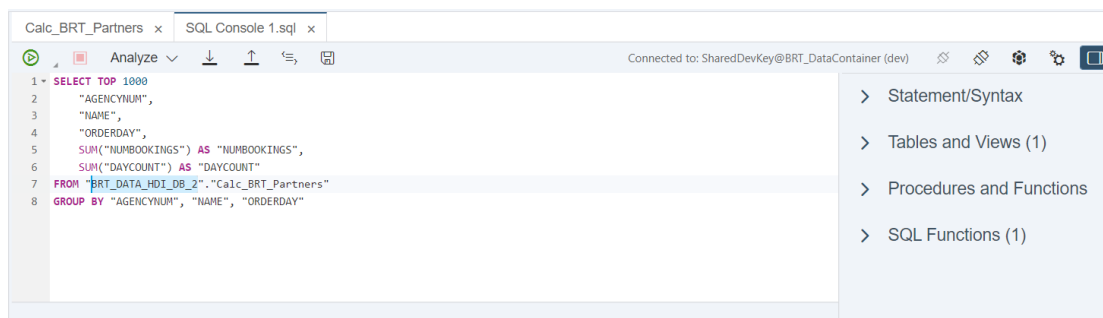 Calc_BRT_Partners × SQL Console 1.sql ×
Analyze Connected to: SharedDevKey@BRT_DataContainer (dev)
1 SELECT TOP 1000
2 "AGENCYNUM",
3 "NAME",
4 "ORDERDAY",
5 SUM("NUMBOOKINGS") AS "NUMBOOKINGS",
6 SUM("DAYCOUNT") AS "DAYCOUNT"
7 FROM "BRT_DATA_HDI_DB_2"."Calc_BRT_Partners"
8 GROUP BY "AGENCYNUM", "NAME", "ORDERDAY"
Statement/Syntax
Tables and Views (1)
Procedures and Functions
SQL Functions (1)